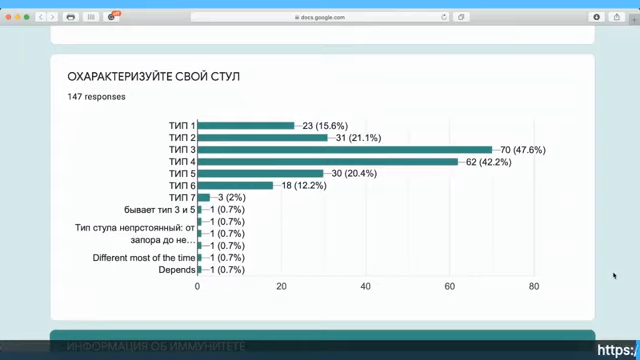 docs.google.com
ОХАРАКТЕРИЗУЙТЕ СВОЙ СТУЛ
147 responses
ТИП 1 23 (15.6%)
ТИП 2 31 (21.1%)
ТИП 3 70 (47.6%)
ТИП 4 62 (42.2%)
ТИП 5 30 (20.4%)
ТИП 6 18 (12.2%)
ТИП 7 3 (2%)
бывает тип 3 и 5 1 (0.7%)
1 (0.7%)
Тип стула непрстоянный: от 1 (0.7%)
запора до не… 1 (0.7%)
Different most of the time 1 (0.7%)
Depends 1 (0.7%)
0 20 40 60 80
ИНФОРМАЦИЯ ОБ ИММУНИТЕТЕ
https:/